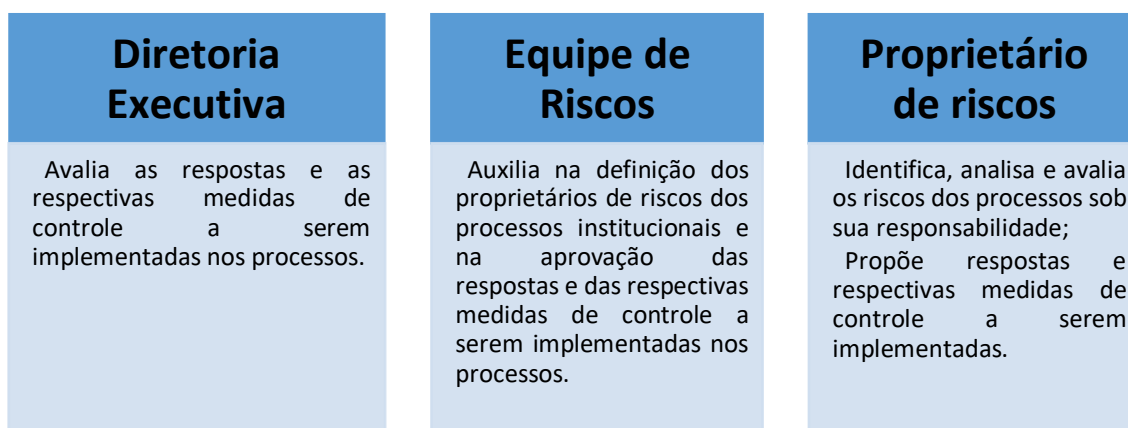 Diretoria
Executiva
Avalia as respostas e as
respectivas medidas de
controle a serem
implementadas nos processos.
Equipe de
Riscos
Auxilia na definição dos
proprietários de riscos dos
processos institucionais e
na aprovação das
respostas e das respectivas
medidas de controle a
serem implementadas nos
processos.
Proprietário
de riscos
Identifica, analisa e avalia
os riscos dos processos sob
sua responsabilidade;
Propõe respostas e
respectivas medidas de
controle a serem
implementadas.